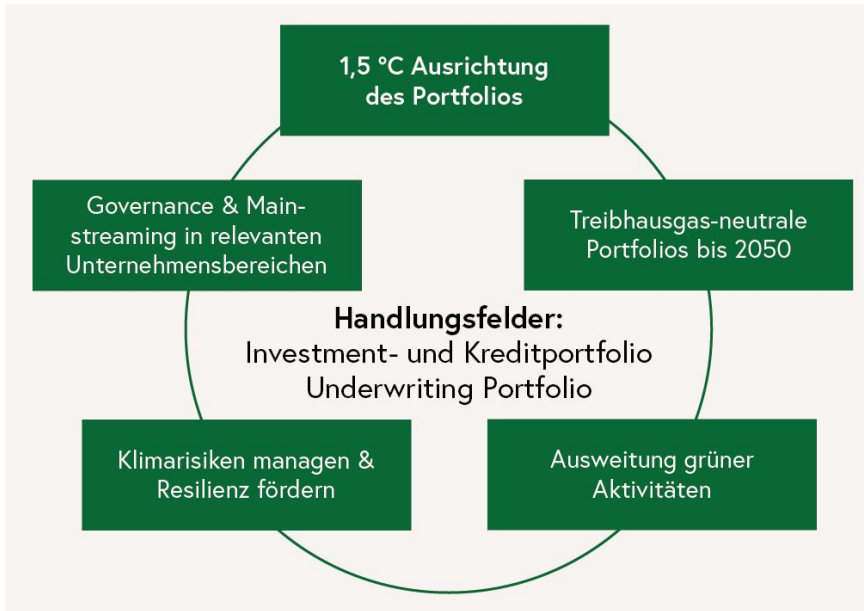 1,5 °C Ausrichtung
des Portfolios
Governance & Main-
streaming in relevanten
Unternehmensbereichen
Treibhausgas-neutrale
Portfolios bis 2050
Handlungsfelder:
Investment- und Kreditportfolio
Underwriting Portfolio
Klimarisiken managen &
Resilienz fördern
Ausweitung grüner
Aktivitäten